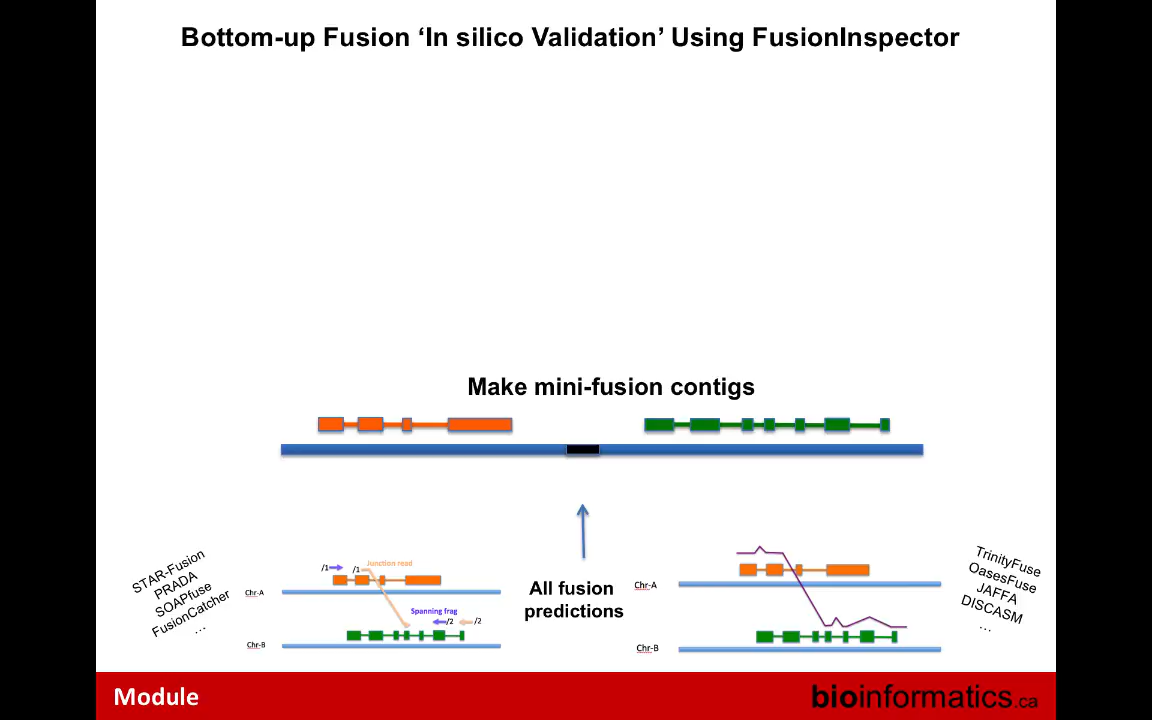 Bottom-up Fusion ‘In silico Validation’ Using FusionInspector
Make mini-fusion contigs
STAR-Fusion
PRADA
SOAPfuse
FusionCatcher
…
/1
/1
Junction read
Chr-A
Spanning frag
/2
/2
Chr-B
All fusion
predictions
Chr-A
Chr-B
TrinityFuse
OasesFuse
JAFFA
DISCASM
…
Module
bioinformatics.ca